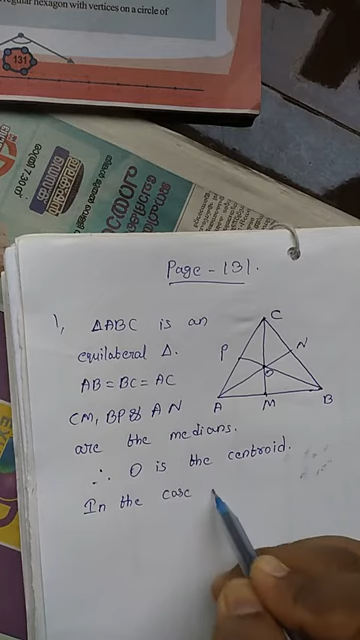 regular hexagon with vertices on a circle of
131
Page - 131.
1, ΔABC is an
equilateral Δ.
AB = BC = AC
CM, BP & AN
are the medians.
∴ O is the centroid.
In the case
C
P
N
O
A
M
B